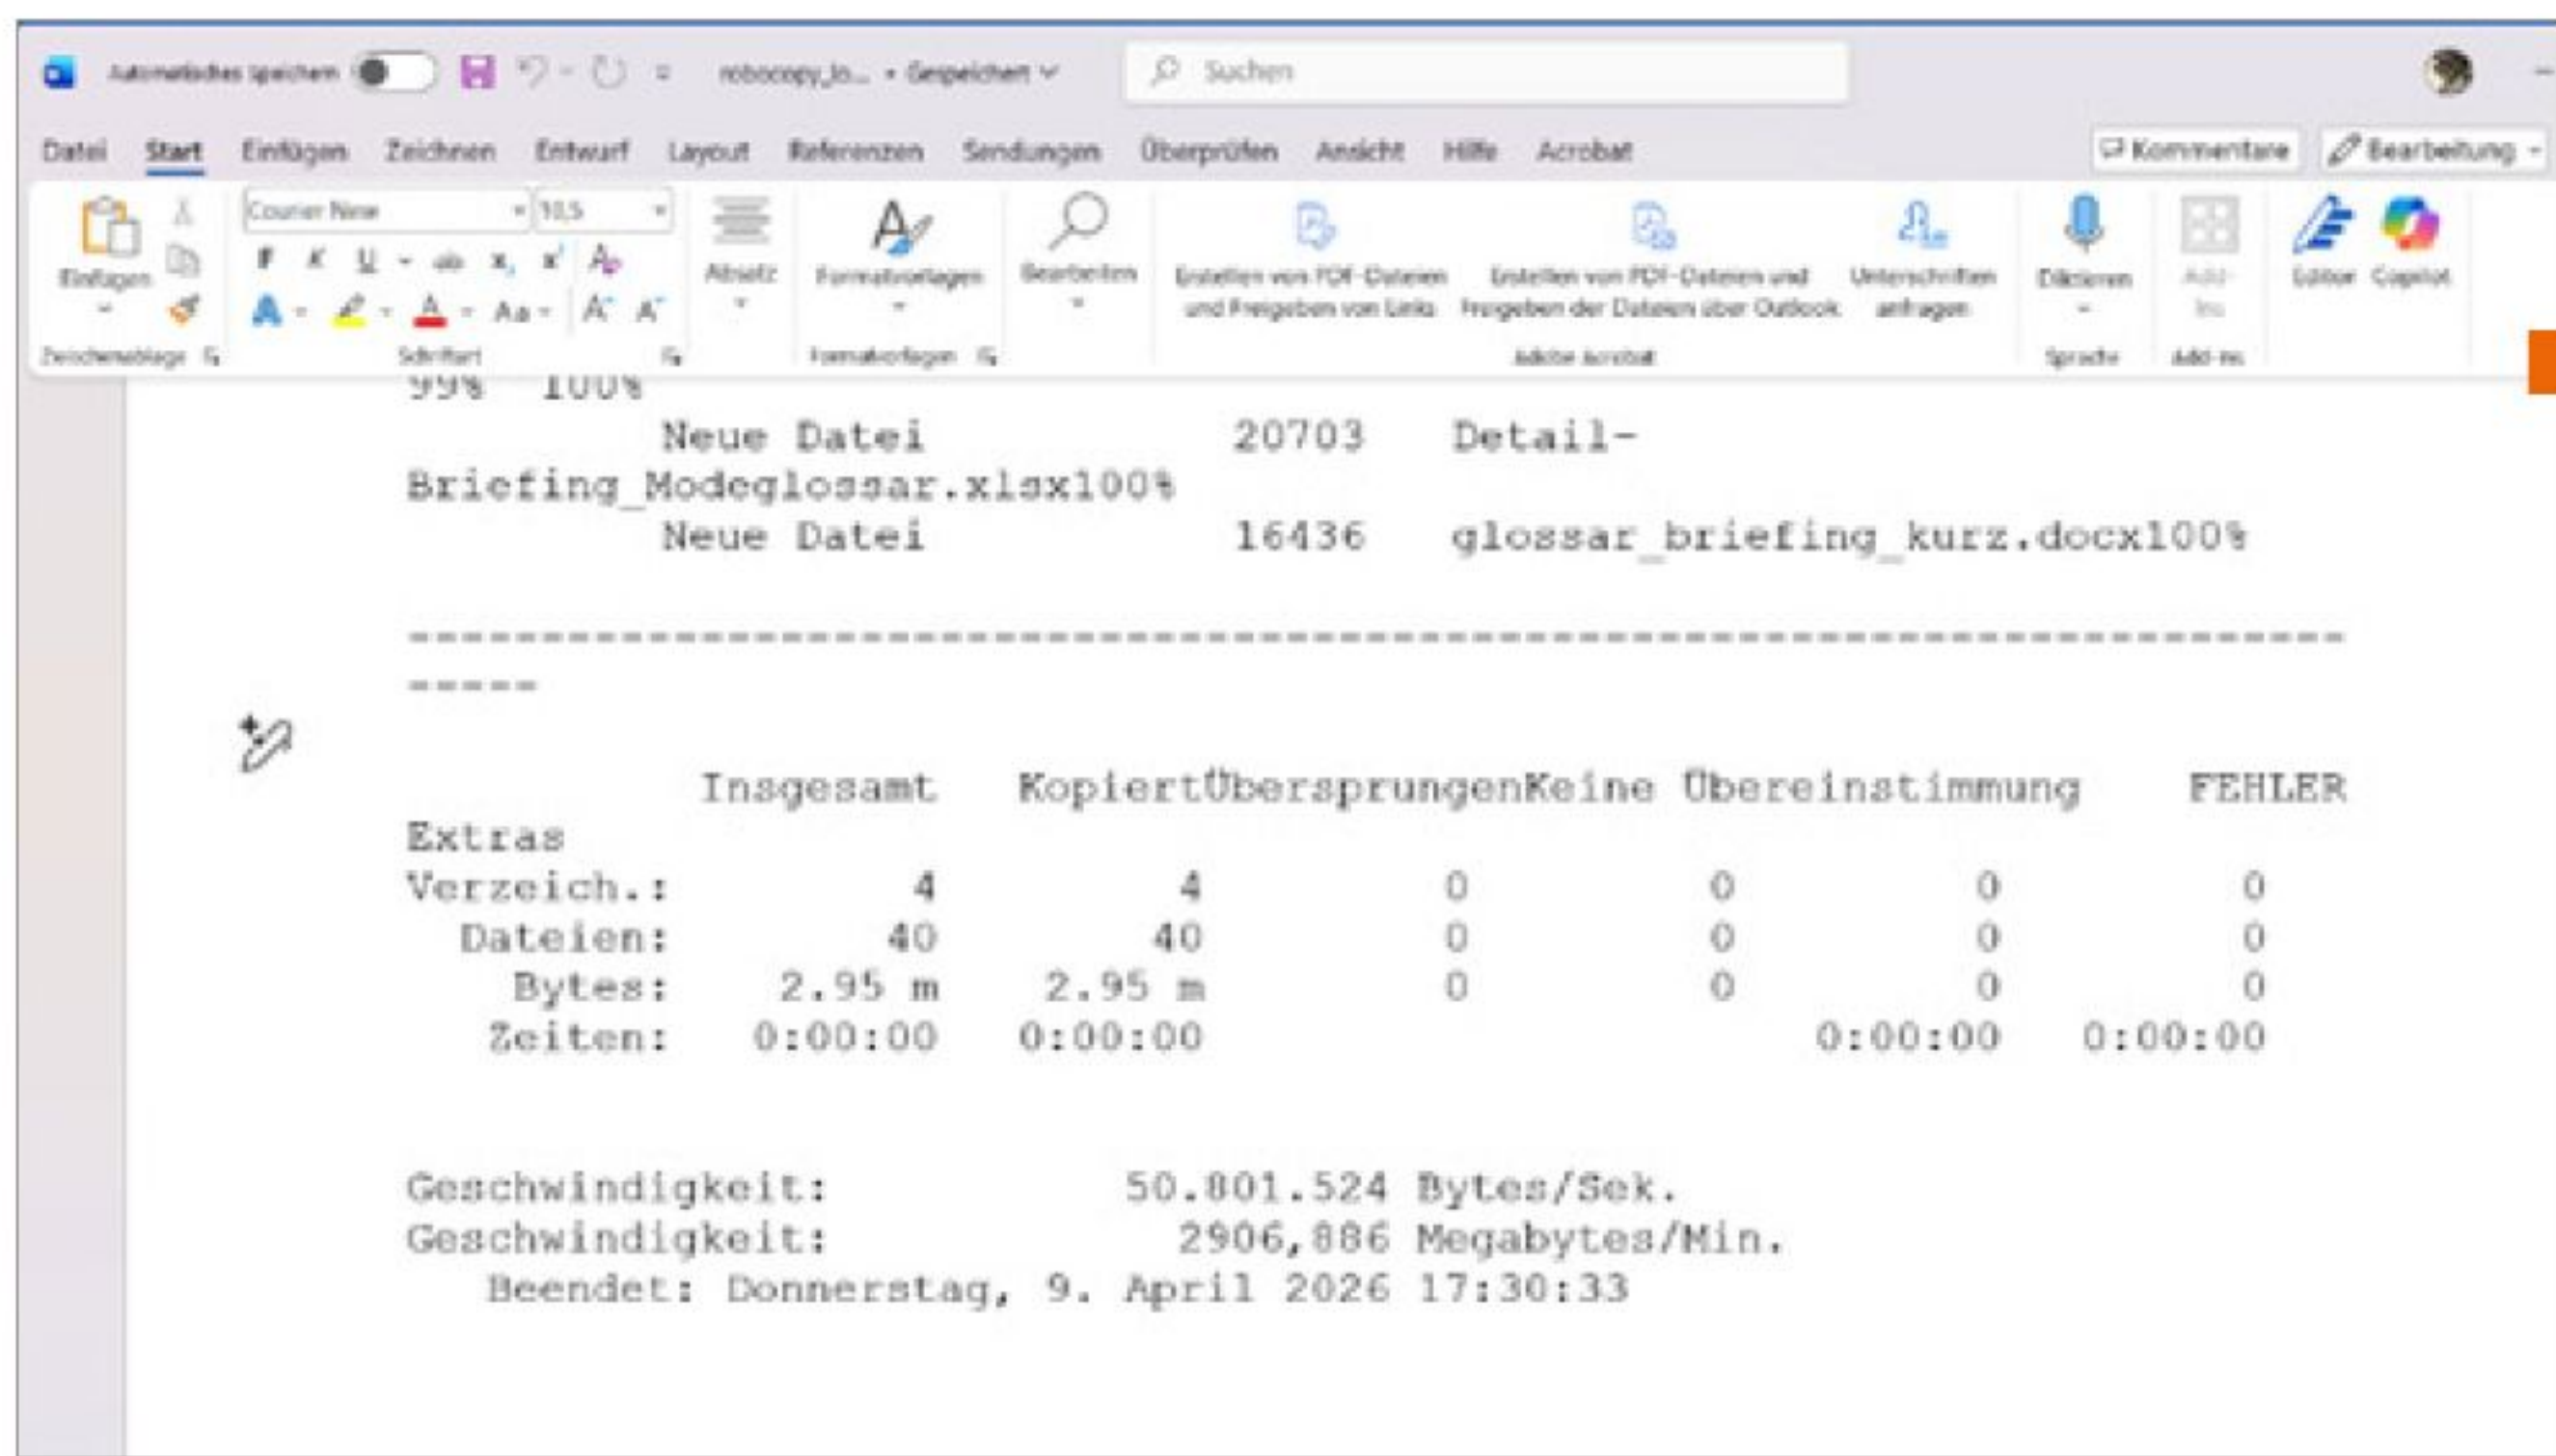 Automatisches Speichern robocopy_lo... • Gespeichert Suchen
Datei Start Einfügen Zeichnen Entwurf Layout Referenzen Sendungen Überprüfen Ansicht Hilfe Acrobat Kommentare Bearbeitung
Courier New 10,5
Einfügen F K U ab x, x' Absatz Formatvorlagen Bearbeiten Erstellen von PDF-Dateien und Freigeben von Links Erstellen von PDF-Dateien und Freigeben der Dateien über Outlook Unterschriften anfragen Diktieren Add-Ins Editor Copilot
Zwischenablage Schriftart Formatvorlagen Adobe Acrobat Sprache Add-Ins
99% 100%
Neue Datei 20703 Detail-
Briefing_Modeglossar.xlsx100%
Neue Datei 16436 glossar_briefing_kurz.docx100%
------------------------------------------------------------------------
-----
Insgesamt KopiertÜbersprungenKeine Übereinstimmung FEHLER
Extras
Verzeich.: 4 4 0 0 0 0
Dateien: 40 40 0 0 0 0
Bytes: 2.95 m 2.95 m 0 0 0 0
Zeiten: 0:00:00 0:00:00 0:00:00 0:00:00
Geschwindigkeit: 50.801.524 Bytes/Sek.
Geschwindigkeit: 2906,886 Megabytes/Min.
Beendet: Donnerstag, 9. April 2026 17:30:33